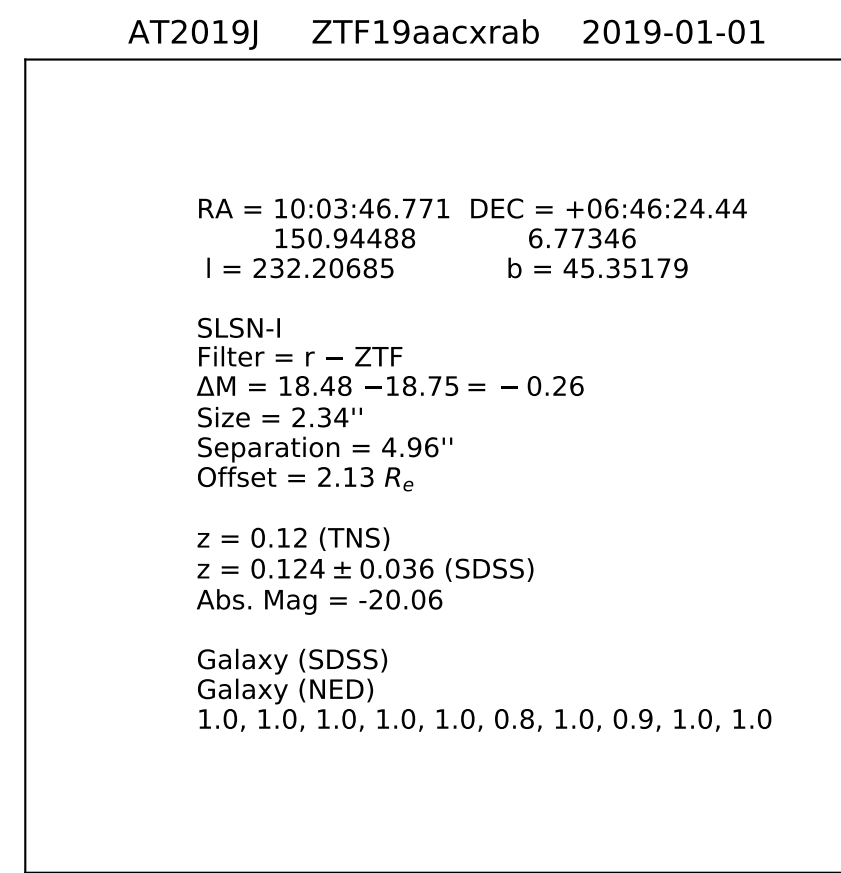 AT2019J ZTF19aacxrab 2019-01-01
RA = 10:03:46.771 DEC = +06:46:24.44
150.94488 6.77346
l = 232.20685 b = 45.35179
SLSN-I
Filter = r − ZTF
ΔM = 18.48 −18.75 = − 0.26
Size = 2.34''
Separation = 4.96''
Offset = 2.13 Re
z = 0.12 (TNS)
z = 0.124 ± 0.036 (SDSS)
Abs. Mag = -20.06
Galaxy (SDSS)
Galaxy (NED)
1.0, 1.0, 1.0, 1.0, 1.0, 0.8, 1.0, 0.9, 1.0, 1.0